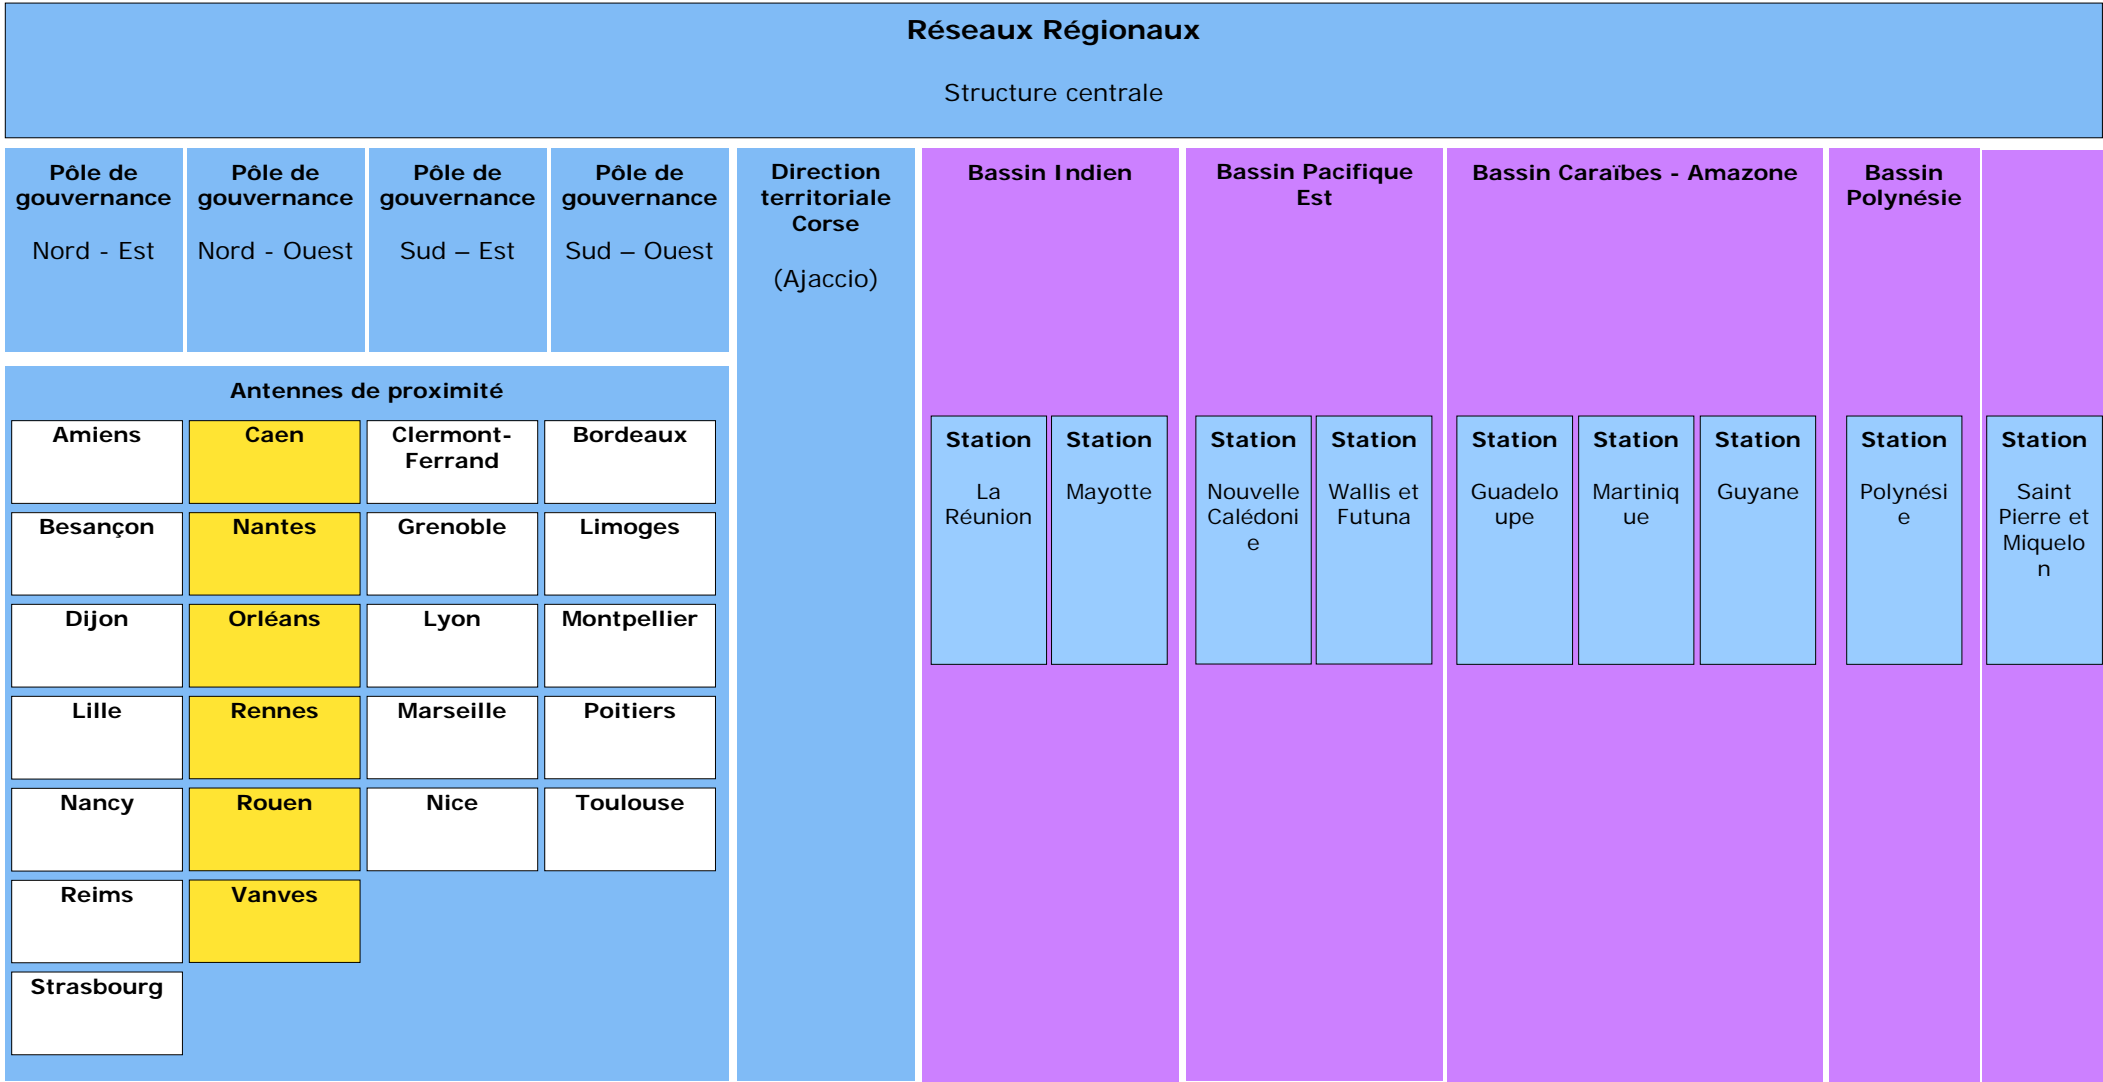 Réseaux Régionaux
Structure centrale
Pôle de
gouvernance
Nord - Est
Pôle de
gouvernance
Nord - Ouest
Pôle de
gouvernance
Sud – Est
Pôle de
gouvernance
Sud – Ouest
Direction
territoriale
Corse
(Ajaccio)
Bassin Indien
Bassin Pacifique
Est
Bassin Caraïbes - Amazone
Bassin
Polynésie
Antennes de proximité
Amiens
Caen
Clermont-
Ferrand
Bordeaux
Besançon
Nantes
Grenoble
Limoges
Dijon
Orléans
Lyon
Montpellier
Lille
Rennes
Marseille
Poitiers
Nancy
Rouen
Nice
Toulouse
Reims
Vanves
Strasbourg
Station
La
Réunion
Station
Mayotte
Station
Nouvelle
Calédoni
e
Station
Wallis et
Futuna
Station
Guadelo
upe
Station
Martiniq
ue
Station
Guyane
Station
Polynési
e
Station
Saint
Pierre et
Miquelo
n